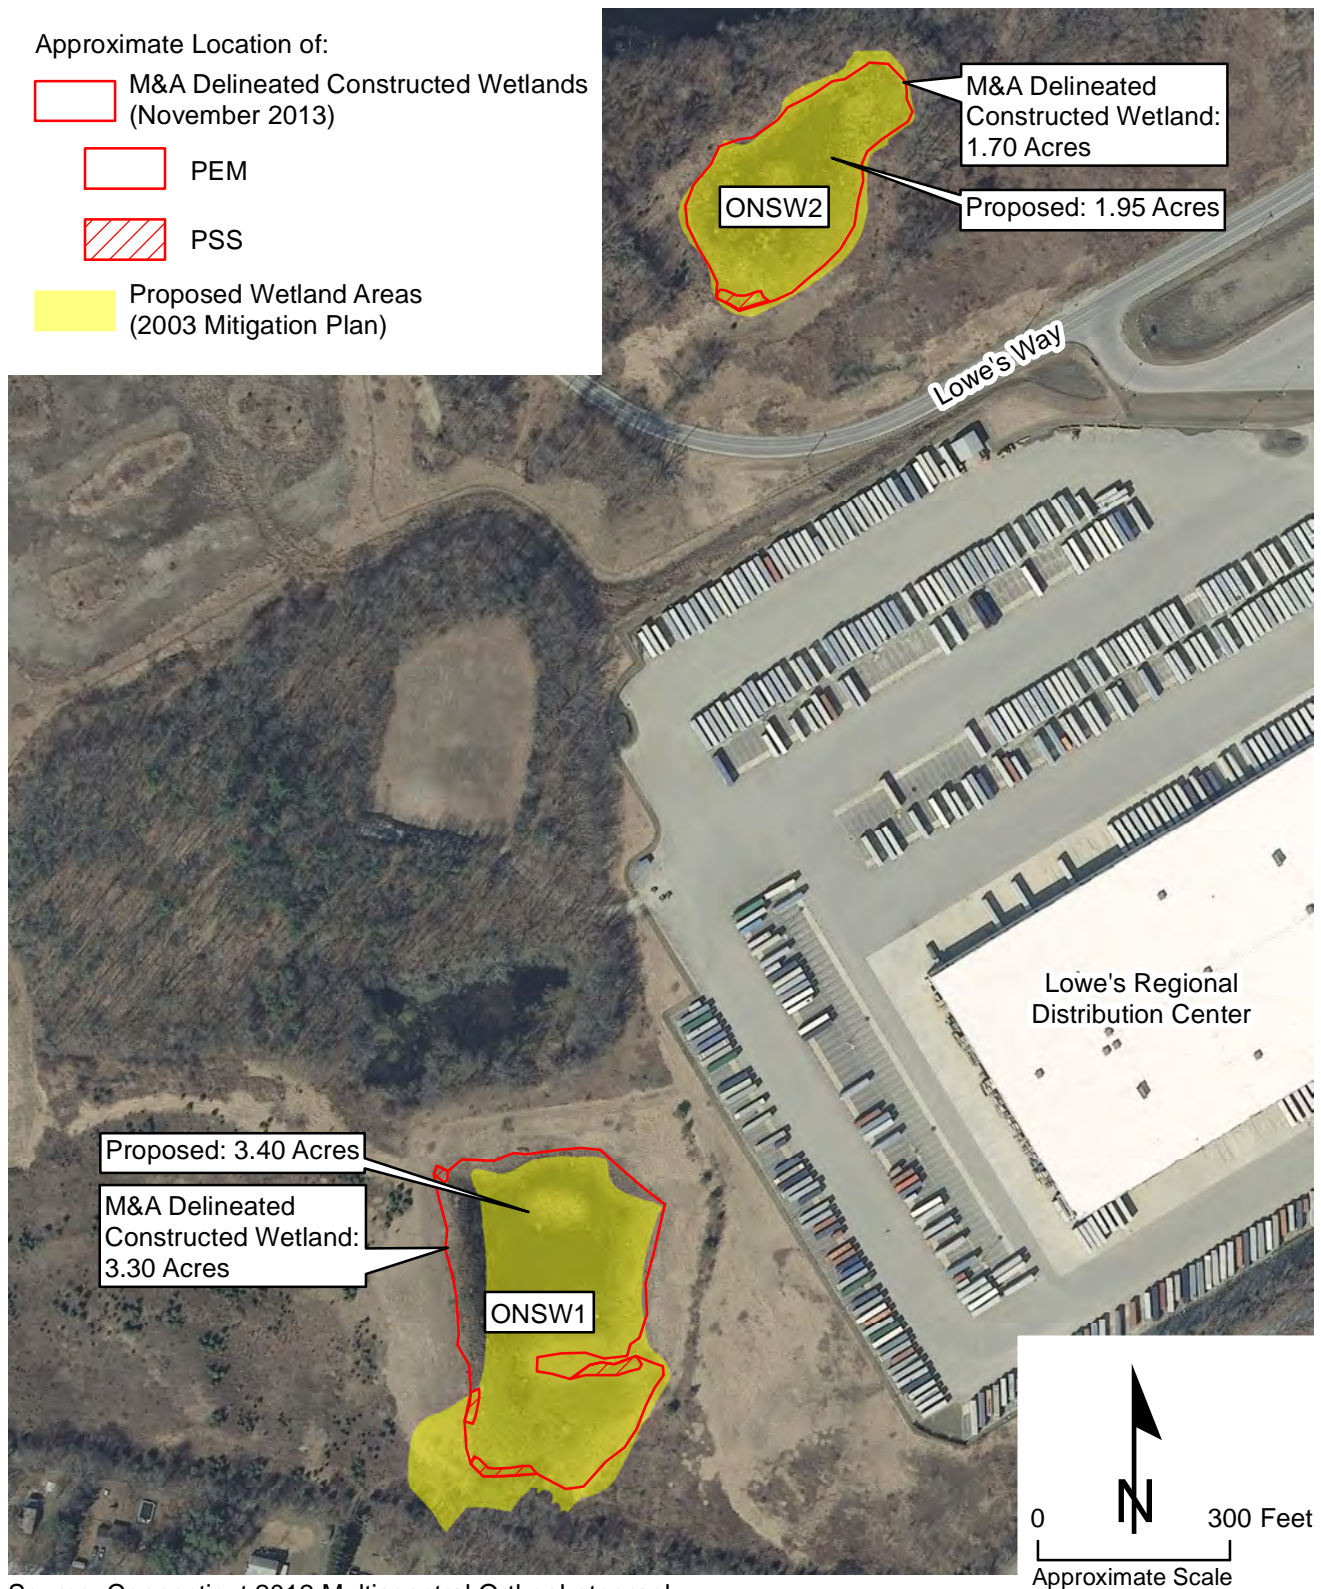 Approximate Location of:
M&A Delineated Constructed Wetlands
(November 2013)
PEM
PSS
Proposed Wetland Areas
(2003 Mitigation Plan)
M&A Delineated
Constructed Wetland:
1.70 Acres
ONSW2
Proposed: 1.95 Acres
Lowe's Way
Lowe's Regional
Distribution Center
Proposed: 3.40 Acres
M&A Delineated
Constructed Wetland:
3.30 Acres
ONSW1
N
0 300 Feet
Approximate Scale